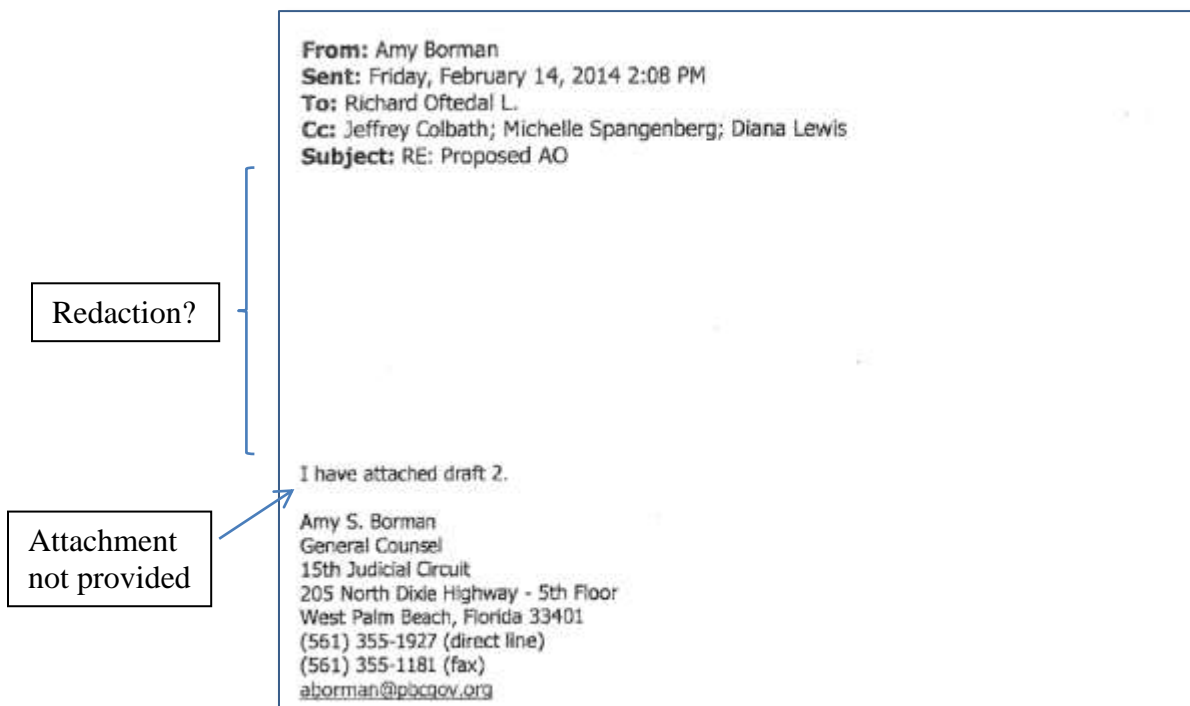 From: Amy Borman
Sent: Friday, February 14, 2014 2:08 PM
To: Richard Oftedal L.
Cc: Jeffrey Colbath; Michelle Spangenberg; Diana Lewis
Subject: RE: Proposed AO
Redaction?
I have attached draft 2.
Attachment
not provided
Amy S. Borman
General Counsel
15th Judicial Circuit
205 North Dixie Highway - 5th Floor
West Palm Beach, Florida 33401
(561) 355-1927 (direct line)
(561) 355-1181 (fax)
aborman@pbcgov.org